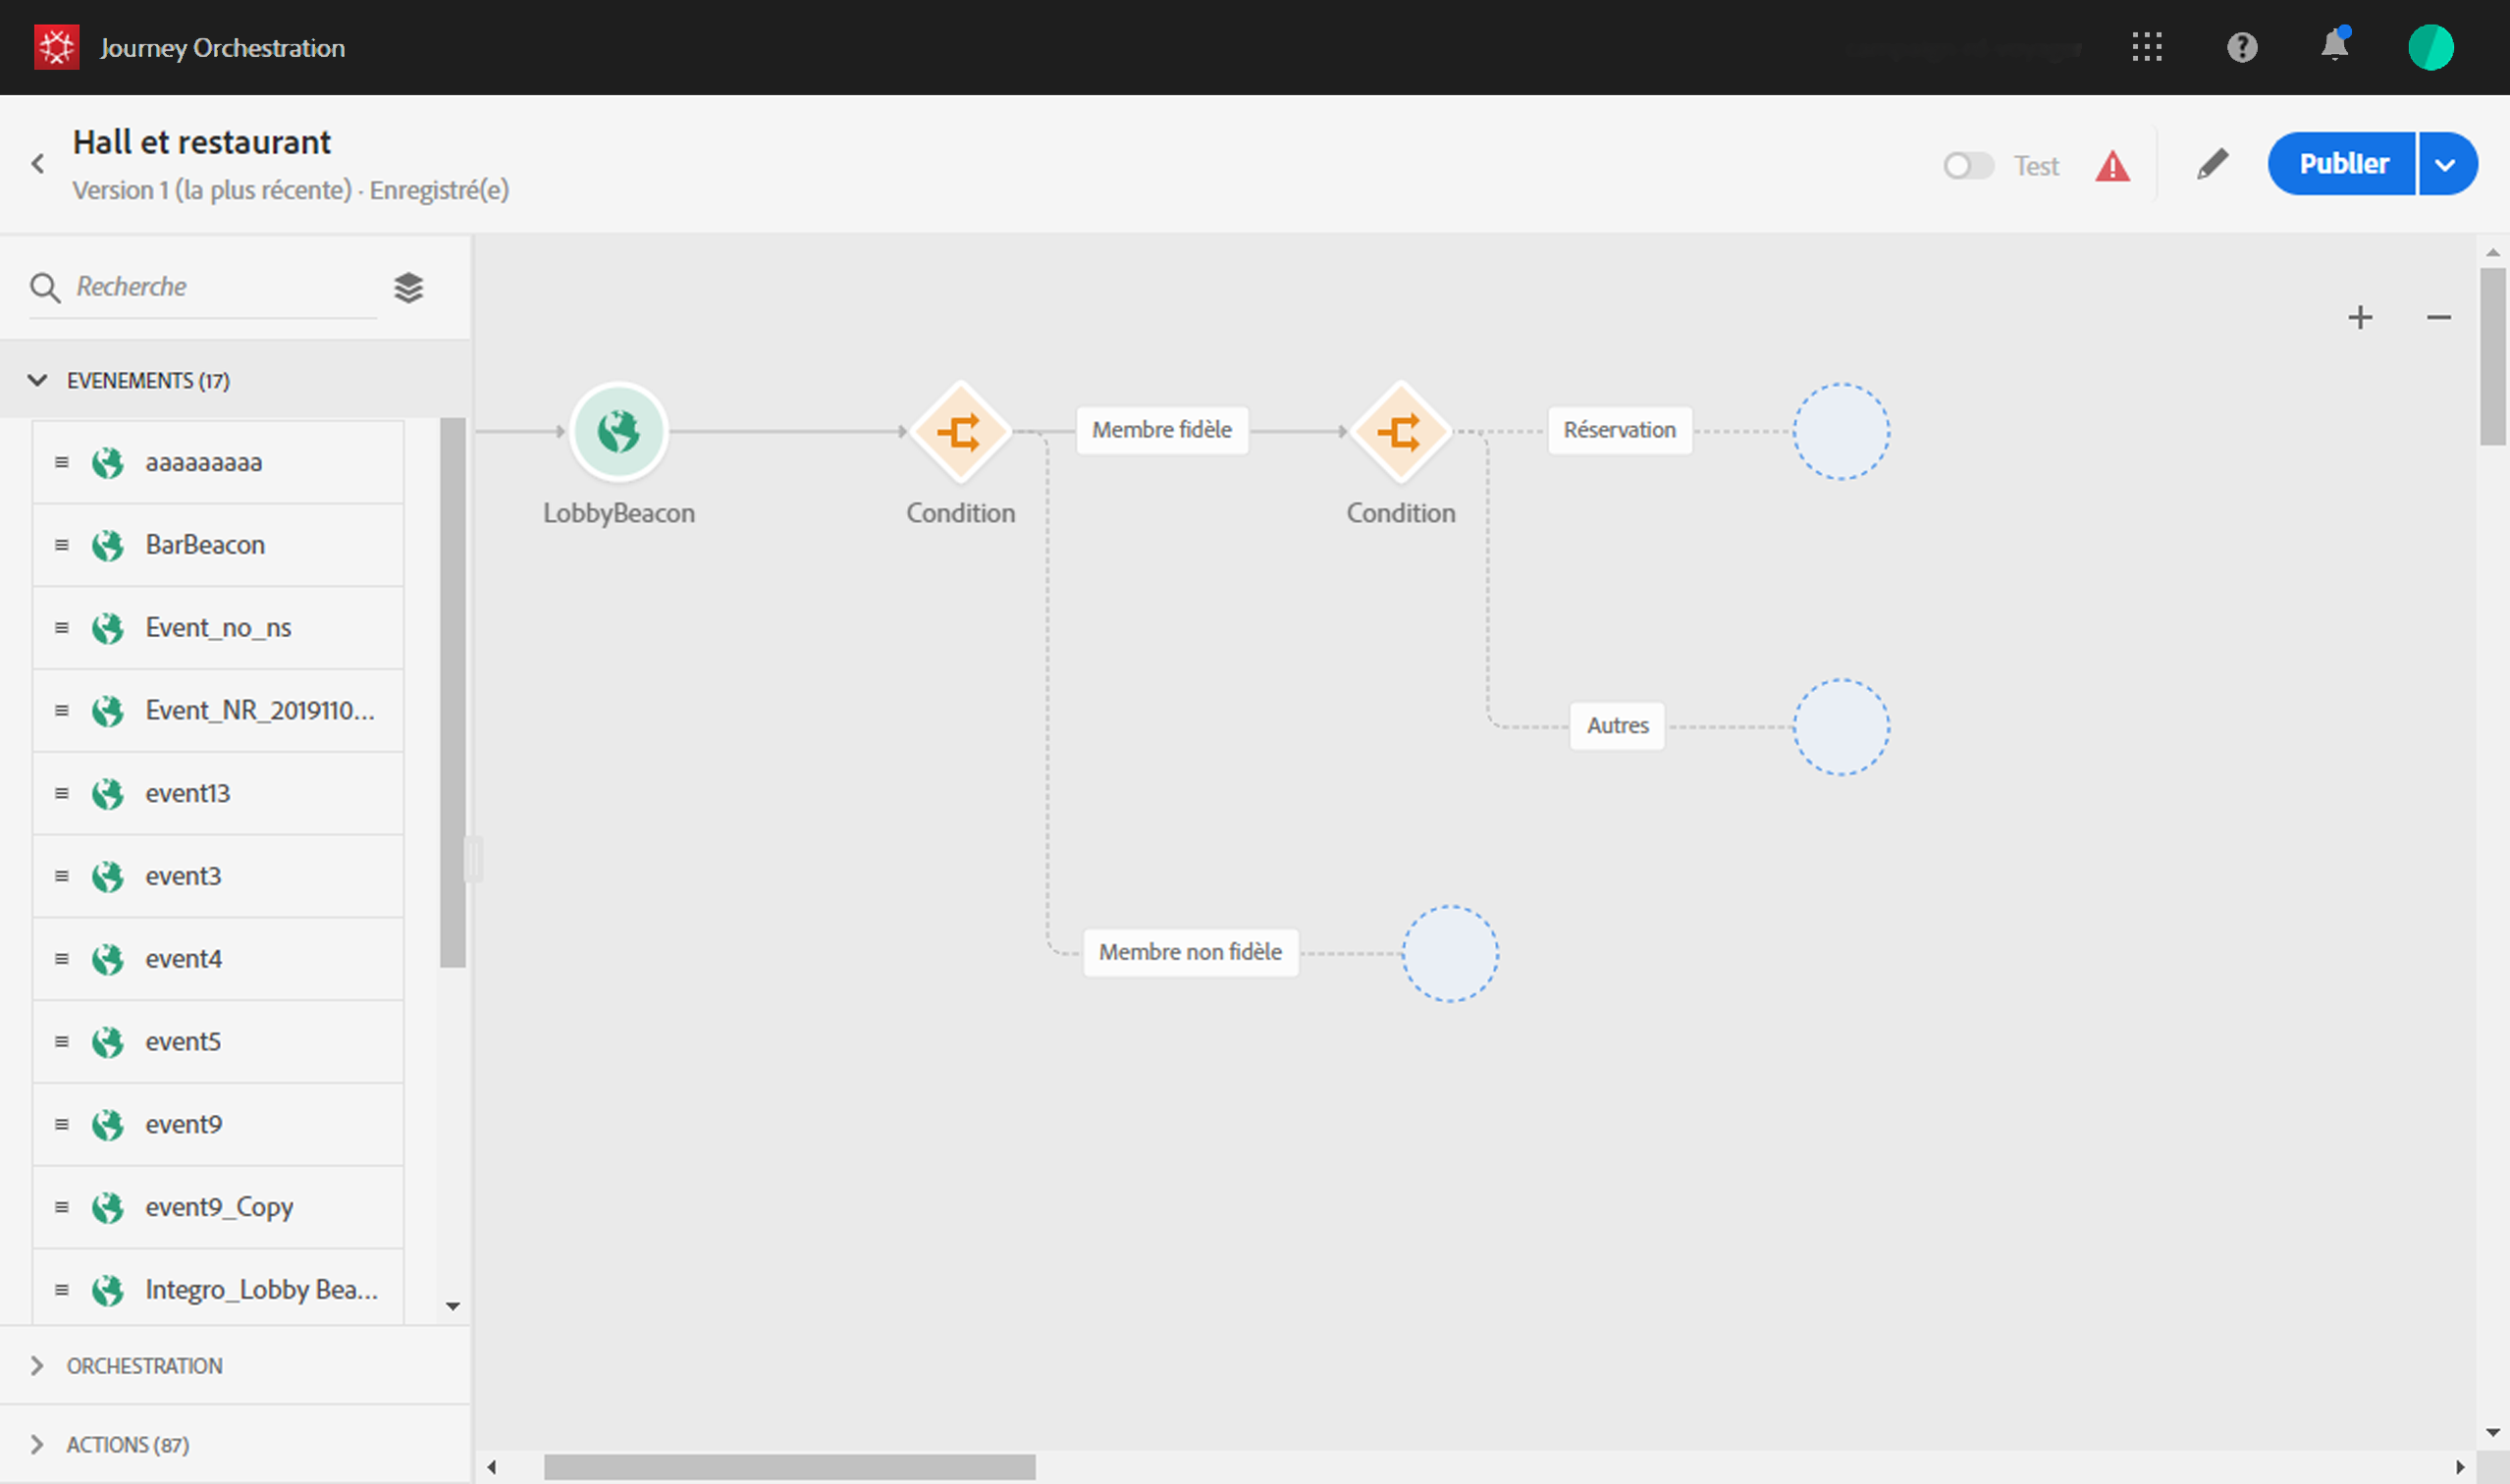 Journey Orchestration
Hall et restaurant
Version 1 (la plus récente) · Enregistré(e)
Test
Publier
Recherche
EVENEMENTS (17)
aaaaaaaaa
BarBeacon
Event_no_ns
Event_NR_2019110...
event13
event3
event4
event5
event9
event9_Copy
Integro_Lobby Bea...
ORCHESTRATION
ACTIONS (87)
LobbyBeacon
Condition
Membre fidèle
Condition
Réservation
Autres
Membre non fidèle